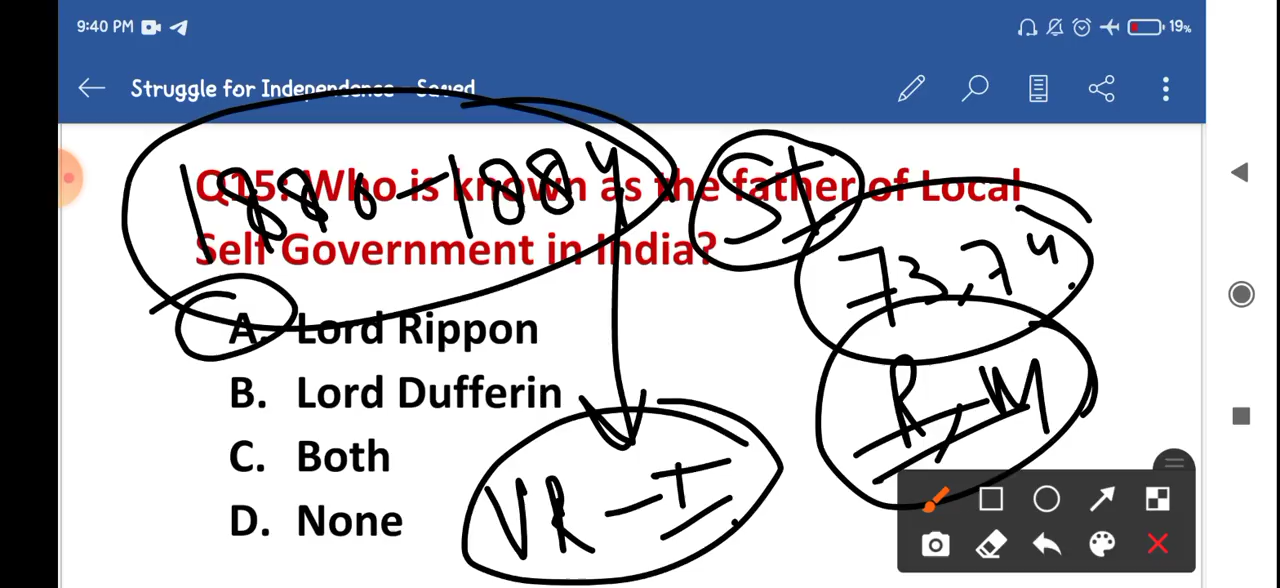 9:40 PM 19%
Struggle for Independence - Saved
Q15: Who is known as the father of Local
Self Government in India?
1880-1884
ST
73,74
A. Lord Rippon
R, M
B. Lord Dufferin
C. Both
VR-I
D. None